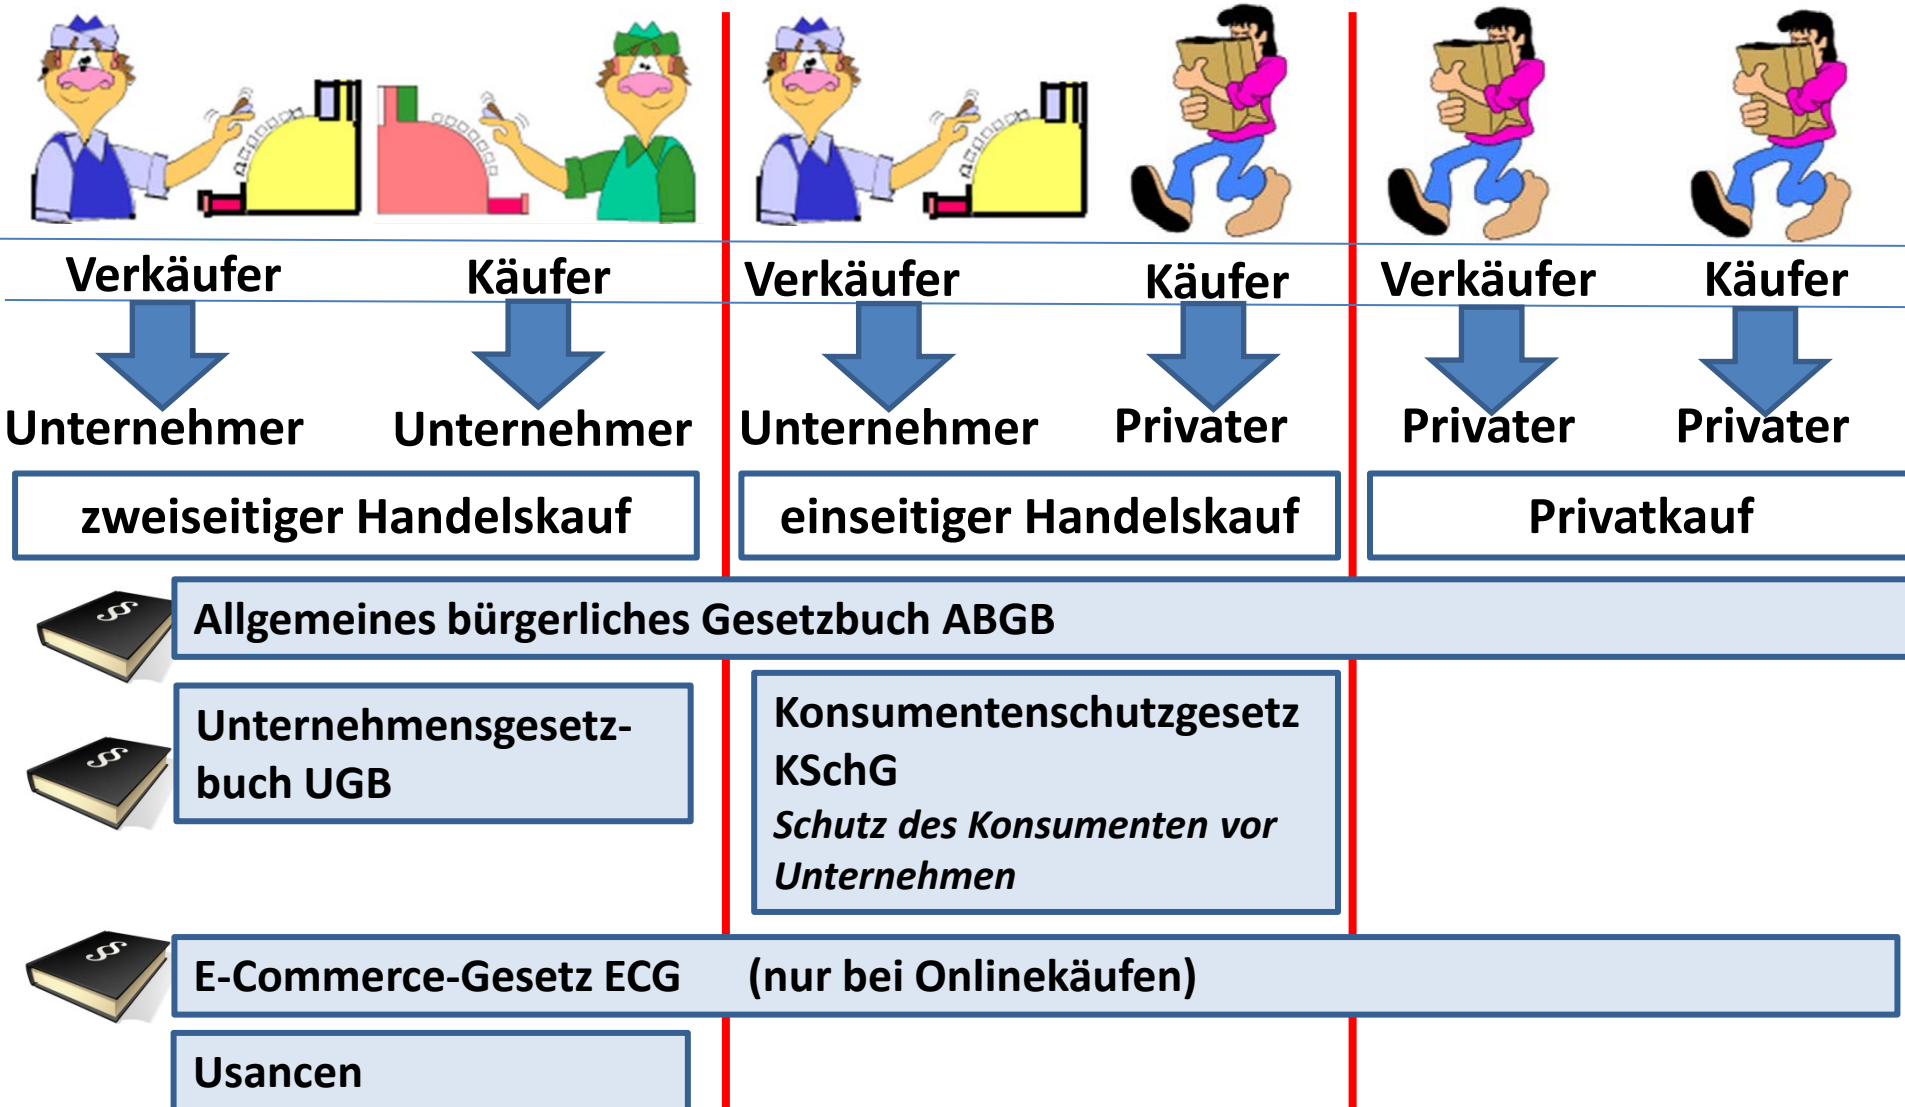 Verkäufer Käufer Verkäufer Käufer Verkäufer Käufer
Unternehmer Unternehmer Unternehmer Privater Privater Privater
zweiseitiger Handelskauf einseitiger Handelskauf Privatkauf
§ Allgemeines bürgerliches Gesetzbuch ABGB
§
Unternehmensgesetz-
buch UGB
Konsumentenschutzgesetz
KSchG
Schutz des Konsumenten vor
Unternehmen
§ E-Commerce-Gesetz ECG (nur bei Onlinekäufen)
Usancen